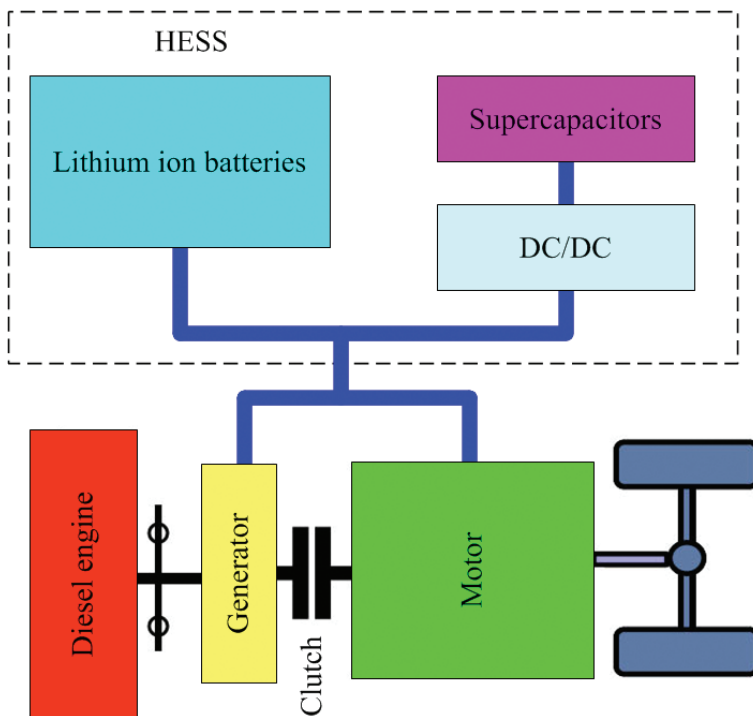 HESS
Lithium ion batteries
Supercapacitors
DC/DC
Diesel engine
Generator
Clutch
Motor